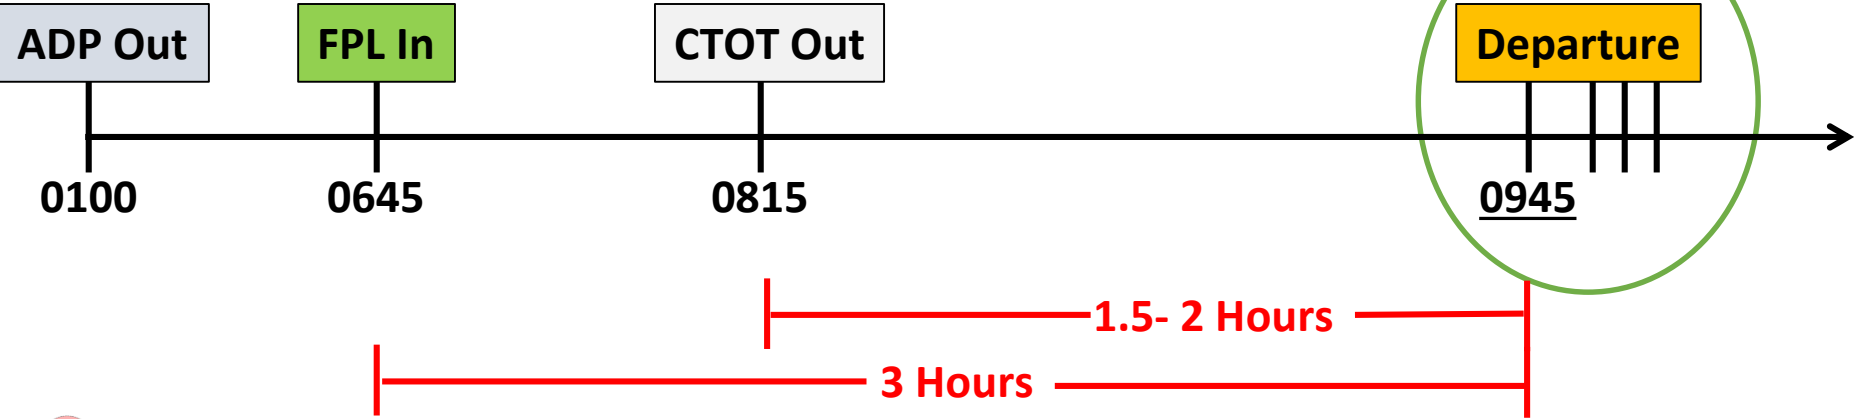 ADP Out
FPL In
CTOT Out
Departure
0100
0645
0815
0945
1.5- 2 Hours
3 Hours